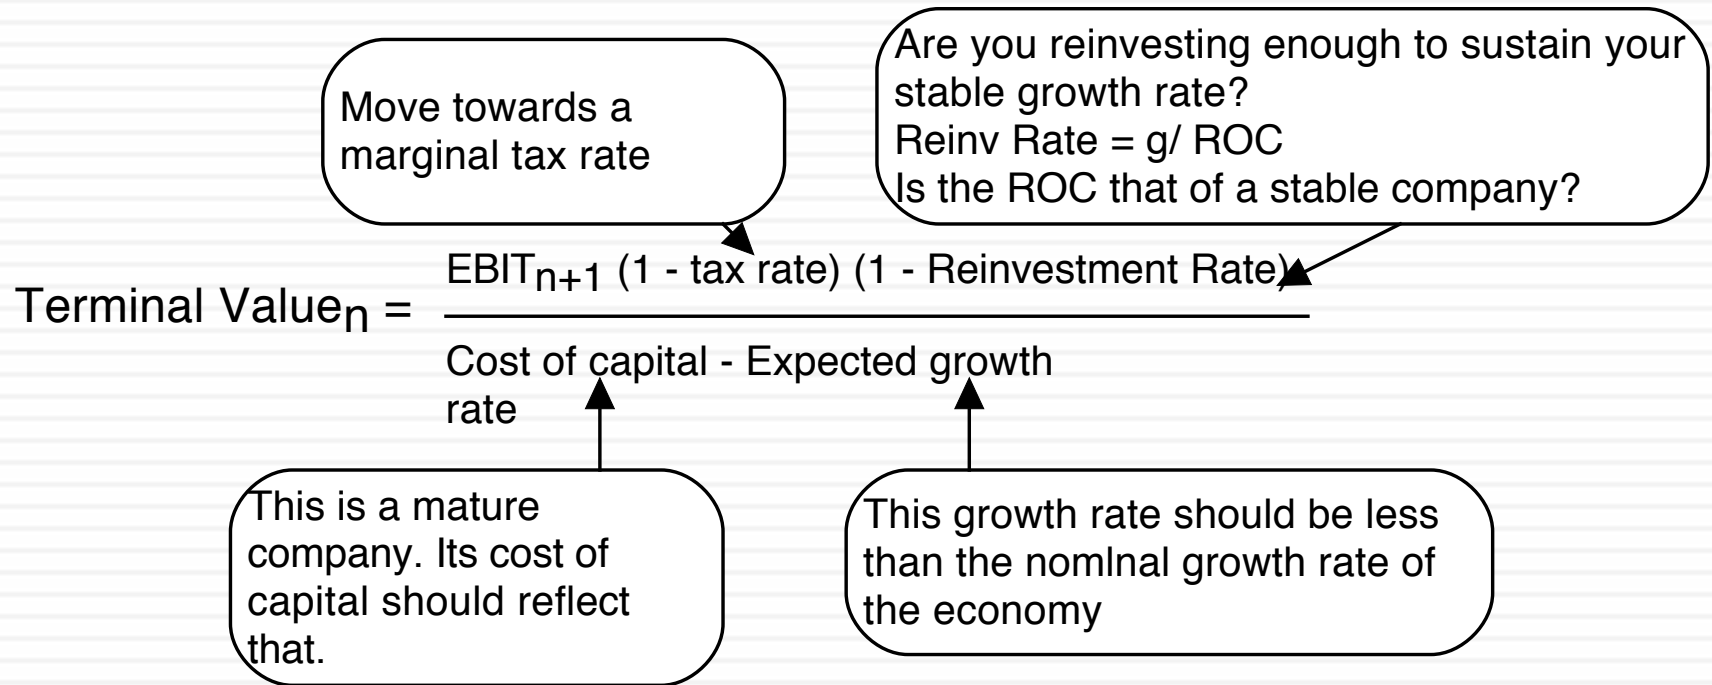 Move towards a
marginal tax rate
Are you reinvesting enough to sustain your
stable growth rate?
Reinv Rate = g/ ROC
Is the ROC that of a stable company?
Terminal Valuen =
EBITn+1 (1 - tax rate) (1 - Reinvestment Rate)
Cost of capital - Expected growth
rate
This is a mature
company. Its cost of
capital should reflect
that.
This growth rate should be less
than the nomInal growth rate of
the economy